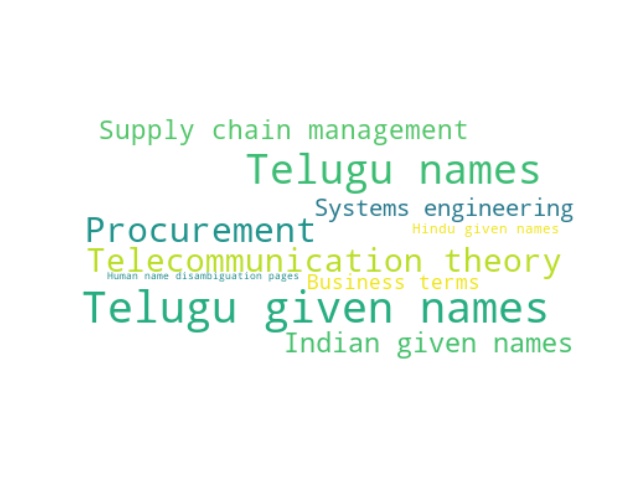 Supply chain management
Telugu names
Systems engineering
Procurement
Hindu given names
Telecommunication theory
Human name disambiguation pages
Business terms
Telugu given names
Indian given names